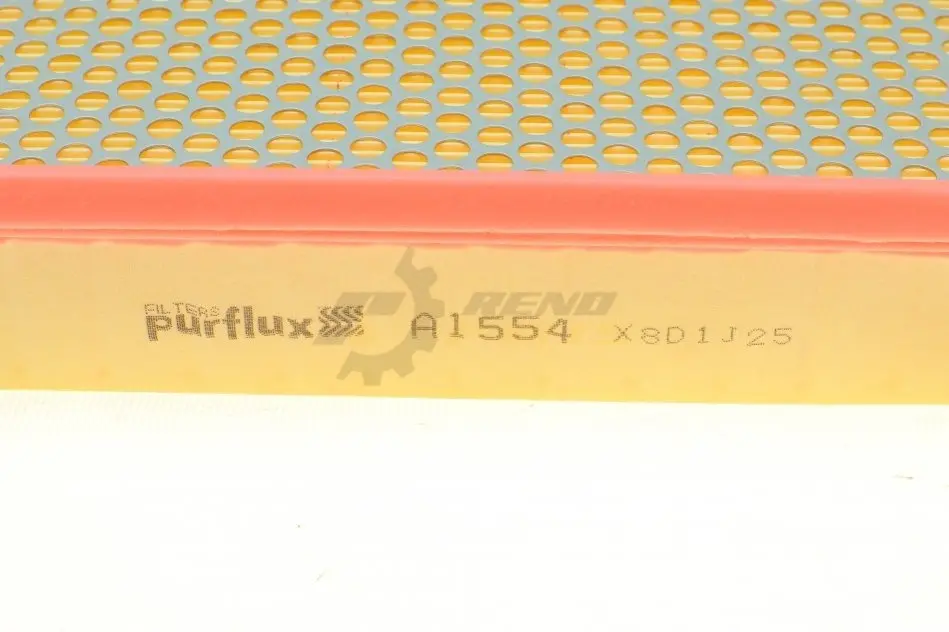 FILTERS
purflux A1554 X8D1J25
REND